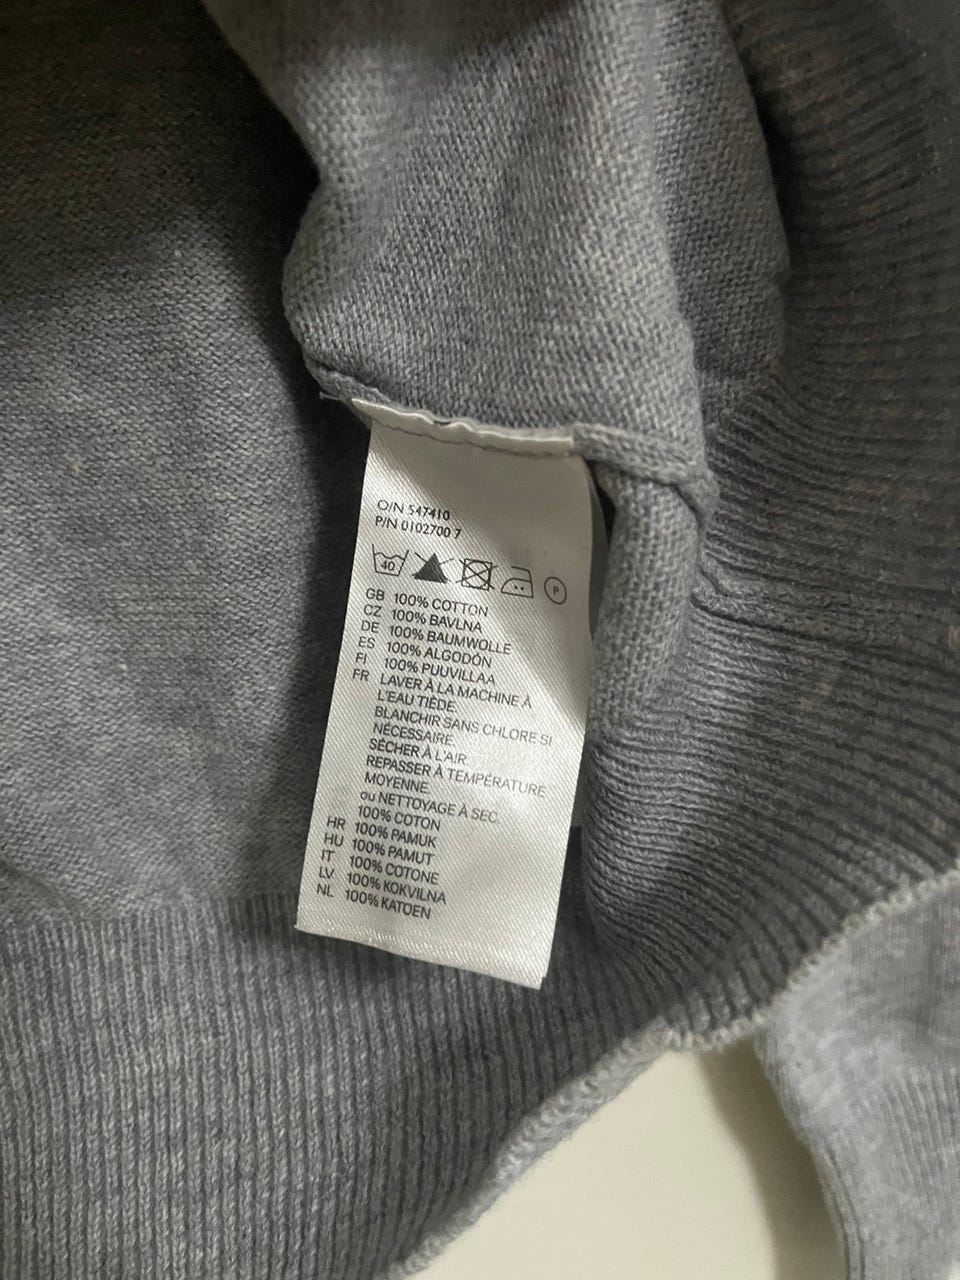 O/N 547410
P/N 0102700 7
40 P
GB 100% COTTON
CZ 100% BAVLNA
DE 100% BAUMWOLLE
ES 100% ALGODÓN
FI 100% PUUVILLAA
FR LAVER À LA MACHINE À
L'EAU TIÈDE.
BLANCHIR SANS CHLORE SI
NÉCESSAIRE.
SÉCHER À L'AIR.
REPASSER À TEMPÉRATURE
MOYENNE.
ou NETTOYAGE À SEC.
100% COTON
HR 100% PAMUK
HU 100% PAMUT
IT 100% COTONE
LV 100% KOKVILNA
NL 100% KATOEN